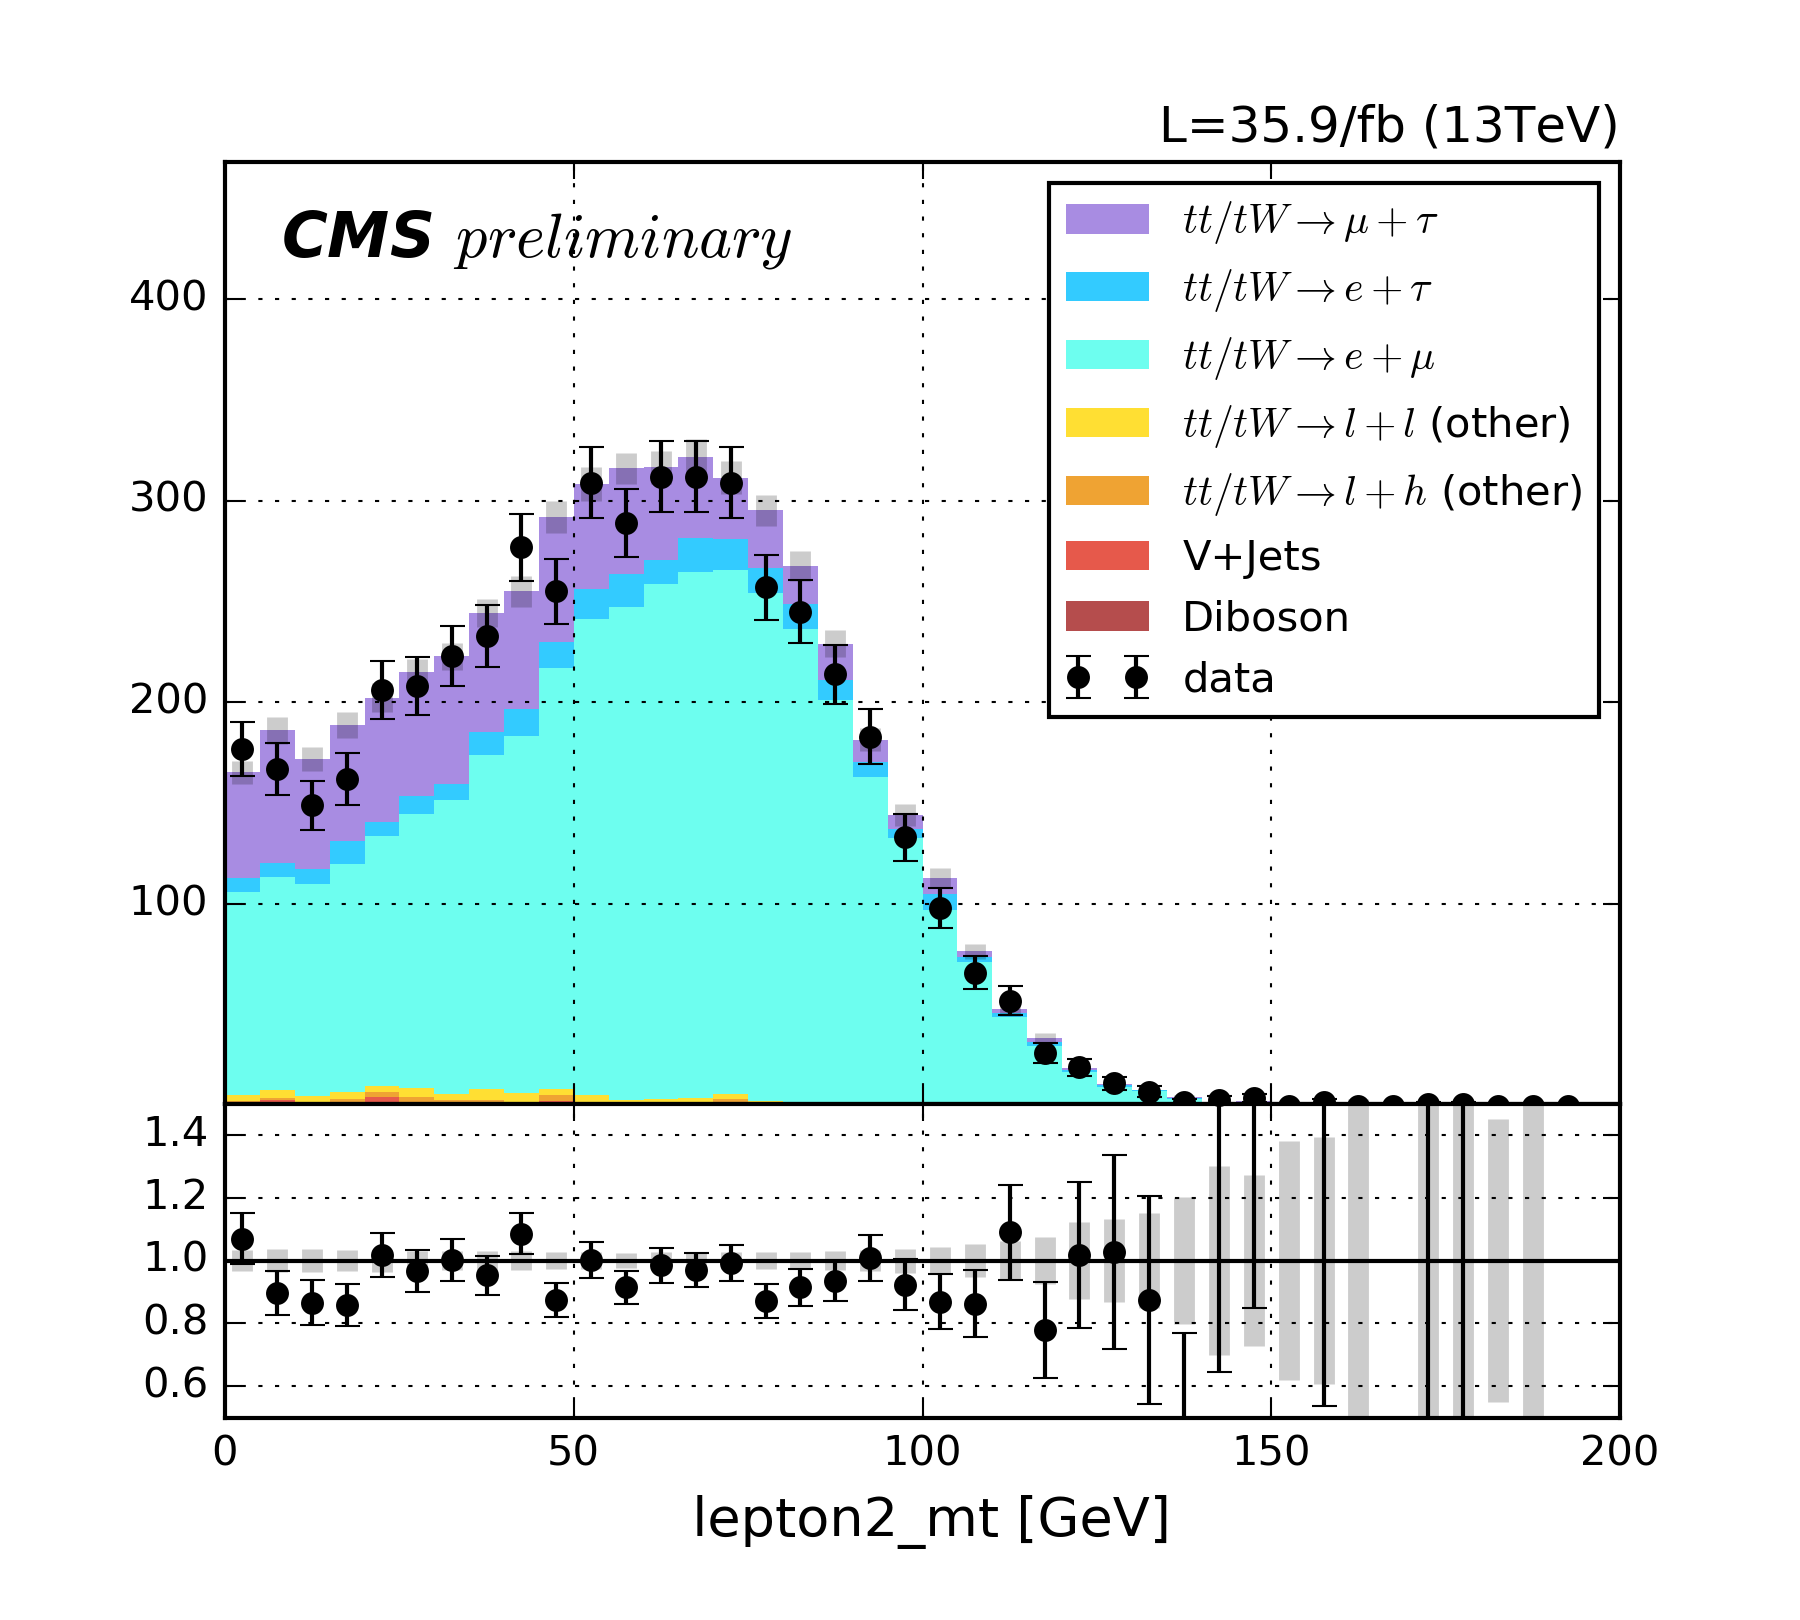 L=35.9/fb (13TeV)
CMS preliminary
tt/tW → μ + τ
tt/tW → e + τ
tt/tW → e + μ
tt/tW → l + l (other)
tt/tW → l + h (other)
V+Jets
Diboson
data
400
300
200
100
1.4
1.2
1.0
0.8
0.6
0 50 100 150 200
lepton2_mt [GeV]